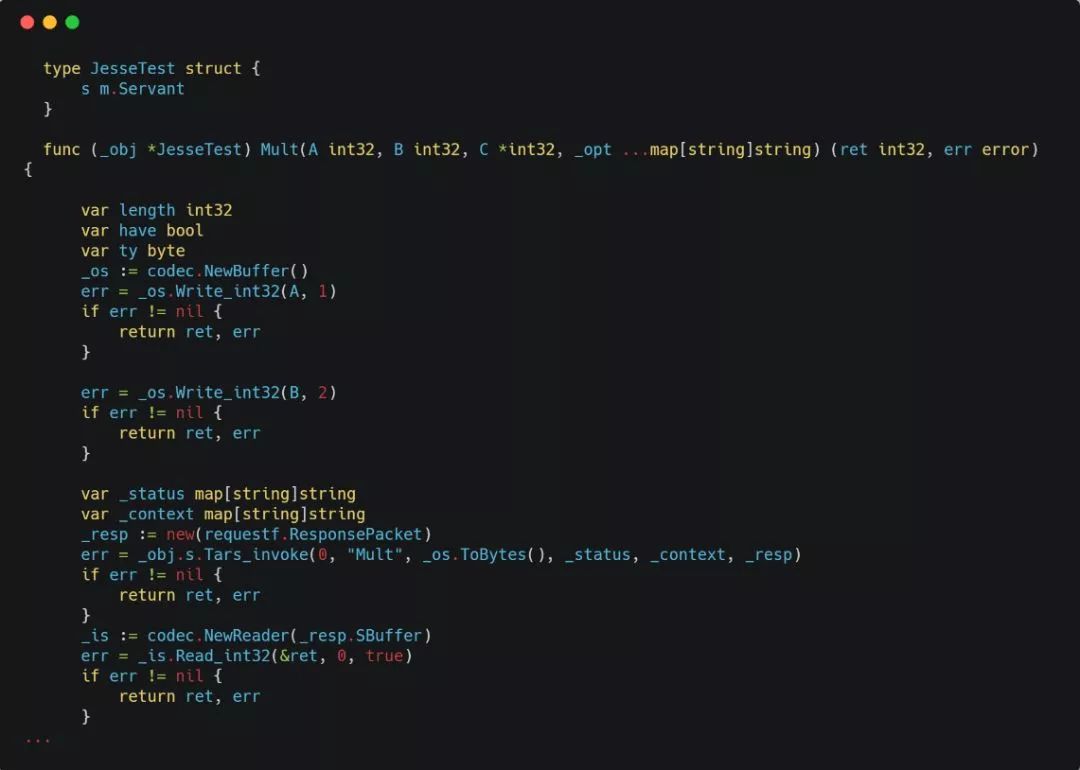 type JesseTest struct {
    s m.Servant
}
func (_obj *JesseTest) Mult(A int32, B int32, C *int32, _opt ...map[string]string) (ret int32, err error)
{
    var length int32
    var have bool
    var ty byte
    _os := codec.NewBuffer()
    err = _os.Write_int32(A, 1)
    if err != nil {
        return ret, err
    }
    err = _os.Write_int32(B, 2)
    if err != nil {
        return ret, err
    }
    var _status map[string]string
    var _context map[string]string
    _resp := new(requestf.ResponsePacket)
    err = _obj.s.Tars_invoke(0, "Mult", _os.ToBytes(), _status, _context, _resp)
    if err != nil {
        return ret, err
    }
    _is := codec.NewReader(_resp.SBuffer)
    err = _is.Read_int32(&ret, 0, true)
    if err != nil {
        return ret, err
    }
...